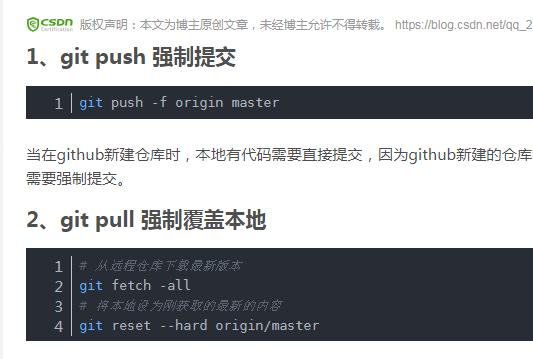 CSDN
Certification
版权声明：本文为博主原创文章，未经博主允许不得转载。 https://blog.csdn.net/qq_2
1、git push 强制提交
1 git push -f origin master
当在github新建仓库时，本地有代码需要直接提交，因为github新建的仓库
需要强制提交。
2、git pull 强制覆盖本地
1 # 从远程仓库下载最新版本
2 git fetch -all
3 # 将本地设为刚获取的最新的内容
4 git reset --hard origin/master